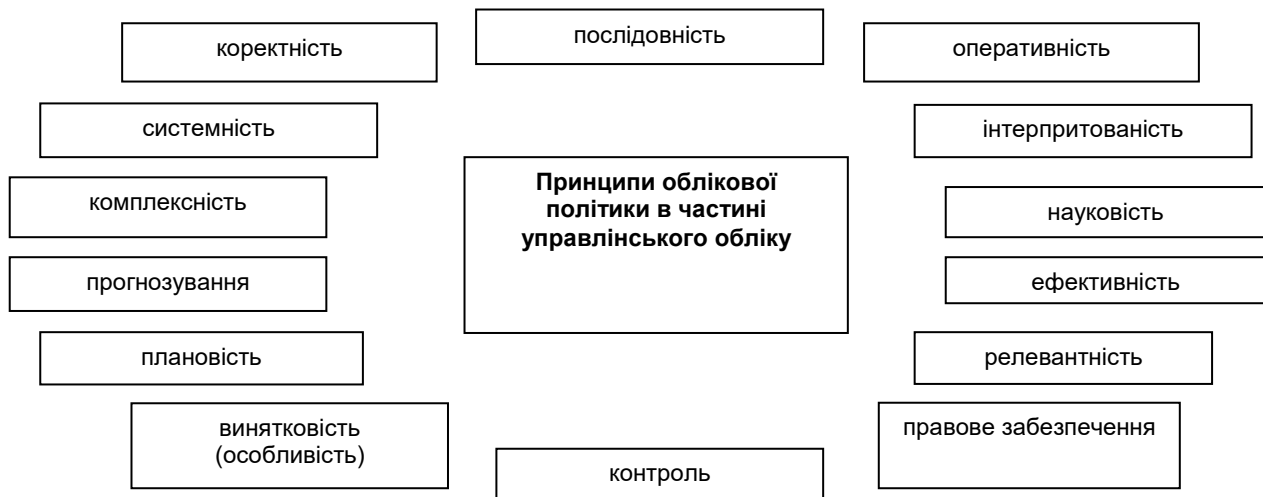 коректність
послідовність
оперативність
системність
інтерпритованість
Принципи облікової
політики в частині
управлінського обліку
комплексність
науковість
прогнозування
ефективність
плановість
релевантність
винятковість
(особливість)
правове забезпечення
контроль